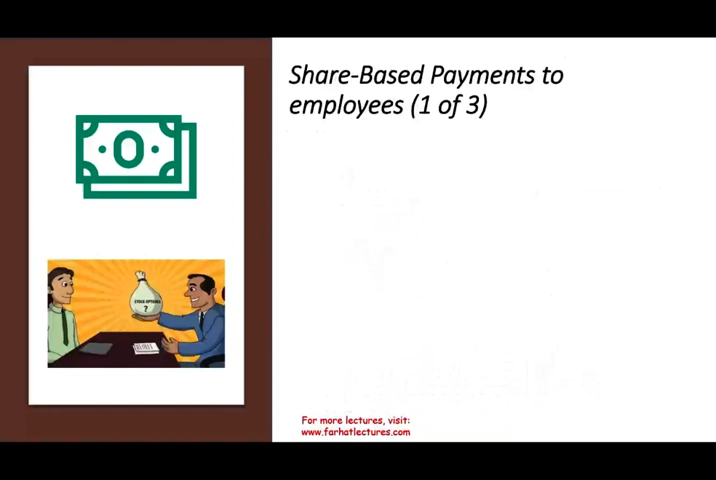 Share-Based Payments to
employees (1 of 3)
STOCK OPTIONS
?
For more lectures, visit:
www.farhatlectures.com